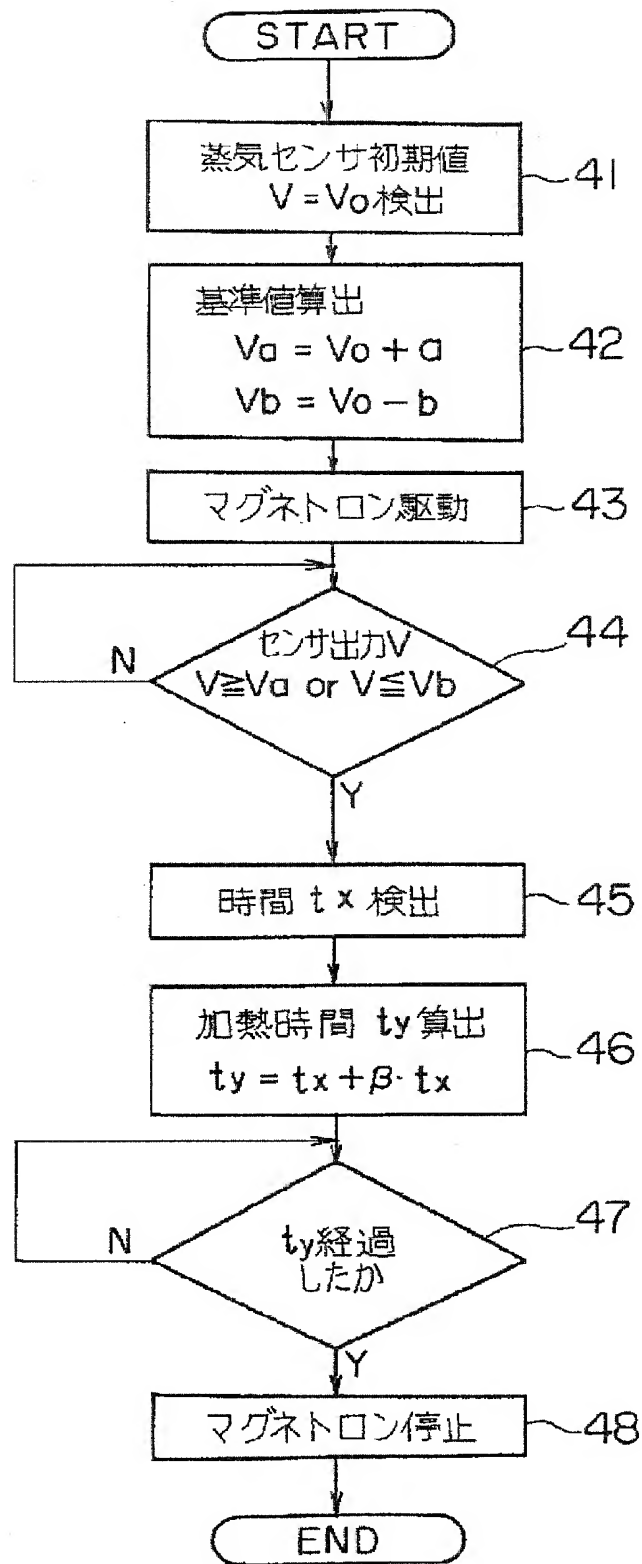 START
蒸気センサ初期値
V=Vo検出
41
基準値算出
Va = Vo + a
Vb = Vo - b
42
マグネトロン駆動
43
センサ出力V
V≧Va or V≦Vb
44
N
Y
時間 tx 検出
45
加熱時間 ty 算出
ty = tx + β· tx
46
ty経過
したか
47
N
Y
マグネトロン停止
48
END